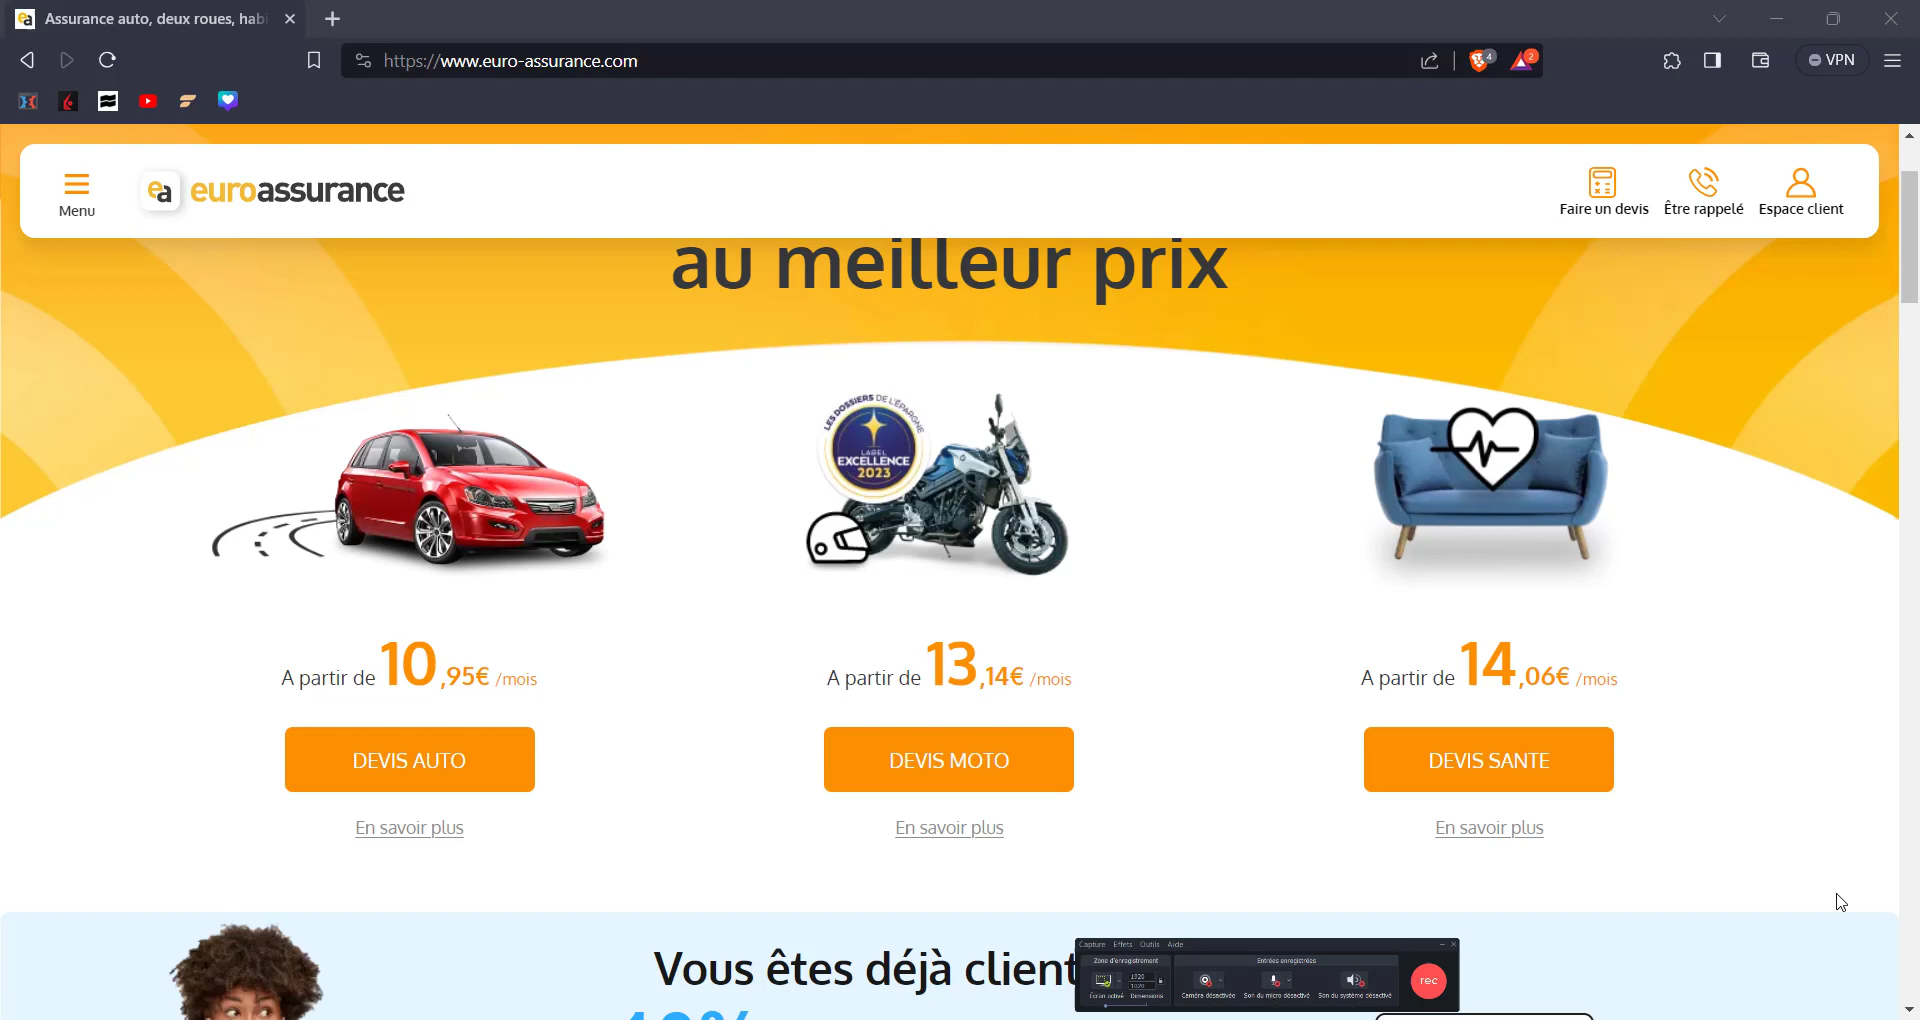 Assurance auto, deux roues, habi
https://www.euro-assurance.com
4
2
VPN
Menu
ea euroassurance
Faire un devis
Être rappelé
Espace client
au meilleur prix
LES DOSSIERS DE L'ÉPARGNE
LABEL
EXCELLENCE
2023
A partir de 10,95€ /mois
A partir de 13,14€ /mois
A partir de 14,06€ /mois
DEVIS AUTO
DEVIS MOTO
DEVIS SANTE
En savoir plus
En savoir plus
En savoir plus
Vous êtes déjà client
Capture Effets Outils Aide
Zone d'enregistrement
Entrées enregistrées
1920
1020
Écran activé
Dimensions
Caméra désactivée
Son du micro désactivé
Son du système désactivé
rec